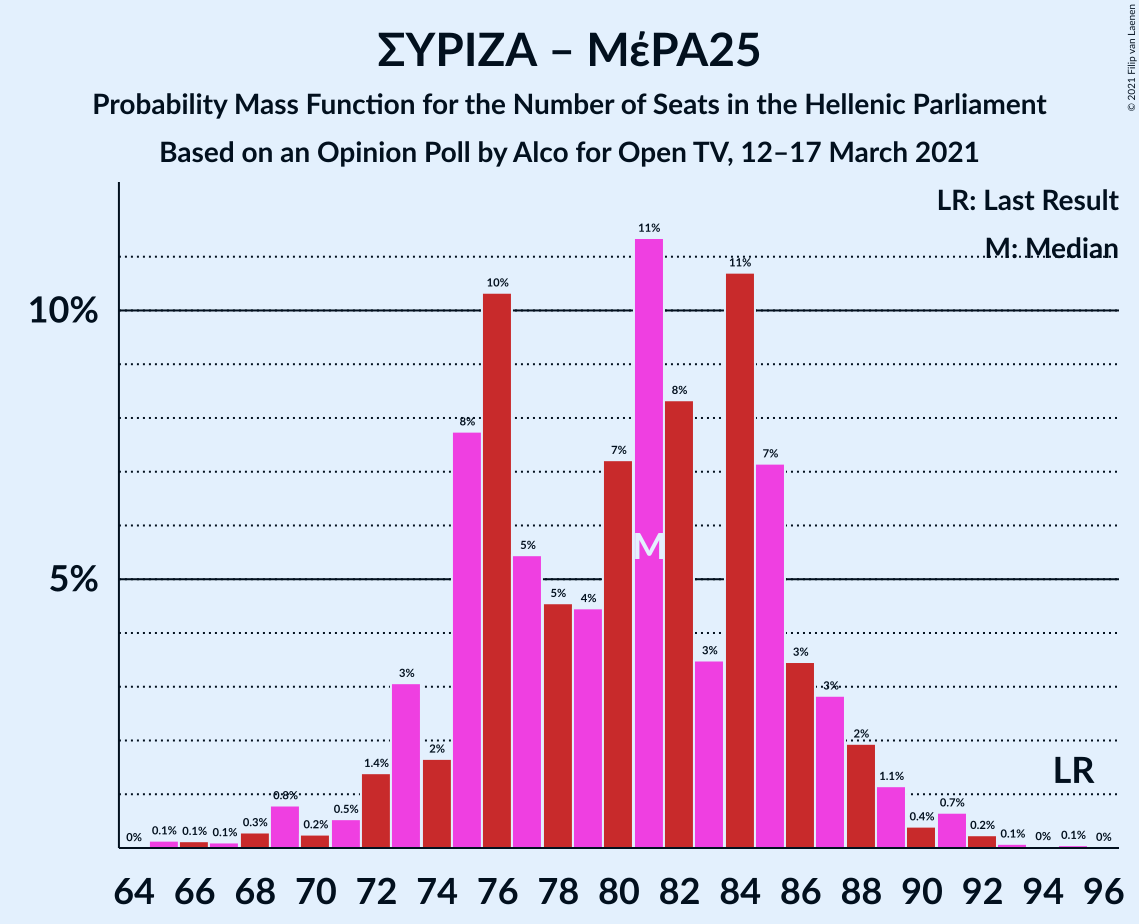 ΣΥΡΙΖΑ – ΜέΡΑ25
Probability Mass Function for the Number of Seats in the Hellenic Parliament
Based on an Opinion Poll by Alco for Open TV, 12–17 March 2021
© 2021 Filip van Laenen
LR: Last Result
M: Median
10%
5%
0% 0.1% 0.1% 0.1% 0.3% 0.8% 0.2% 0.5% 1.4% 3% 2% 8% 10% 5% 5% 4% 7% 11% 8% 3% 11% 7% 3% 3% 2% 1.1% 0.4% 0.7% 0.2% 0.1% 0% 0.1% 0%
M
LR
64 66 68 70 72 74 76 78 80 82 84 86 88 90 92 94 96